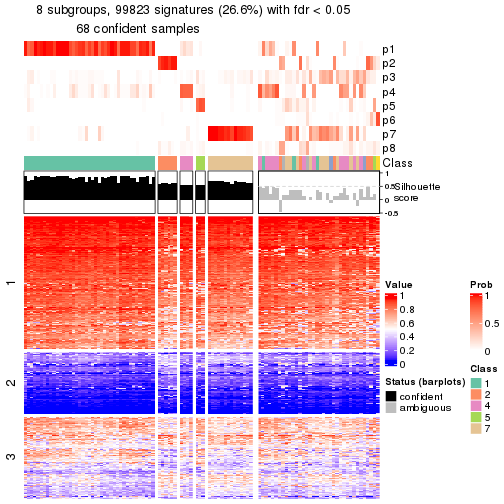 8 subgroups, 99823 signatures (26.6%) with fdr < 0.05
68 confident samples
p1
p2
p3
p4
p5
p6
p7
p8
Class
1
0.5
0
-0.5
Silhouette
score
1
2
3
Value
1
0.8
0.6
0.4
0.2
0
Prob
1
0.5
0
Status (barplots)
confident
ambiguous
Class
1
2
4
5
7